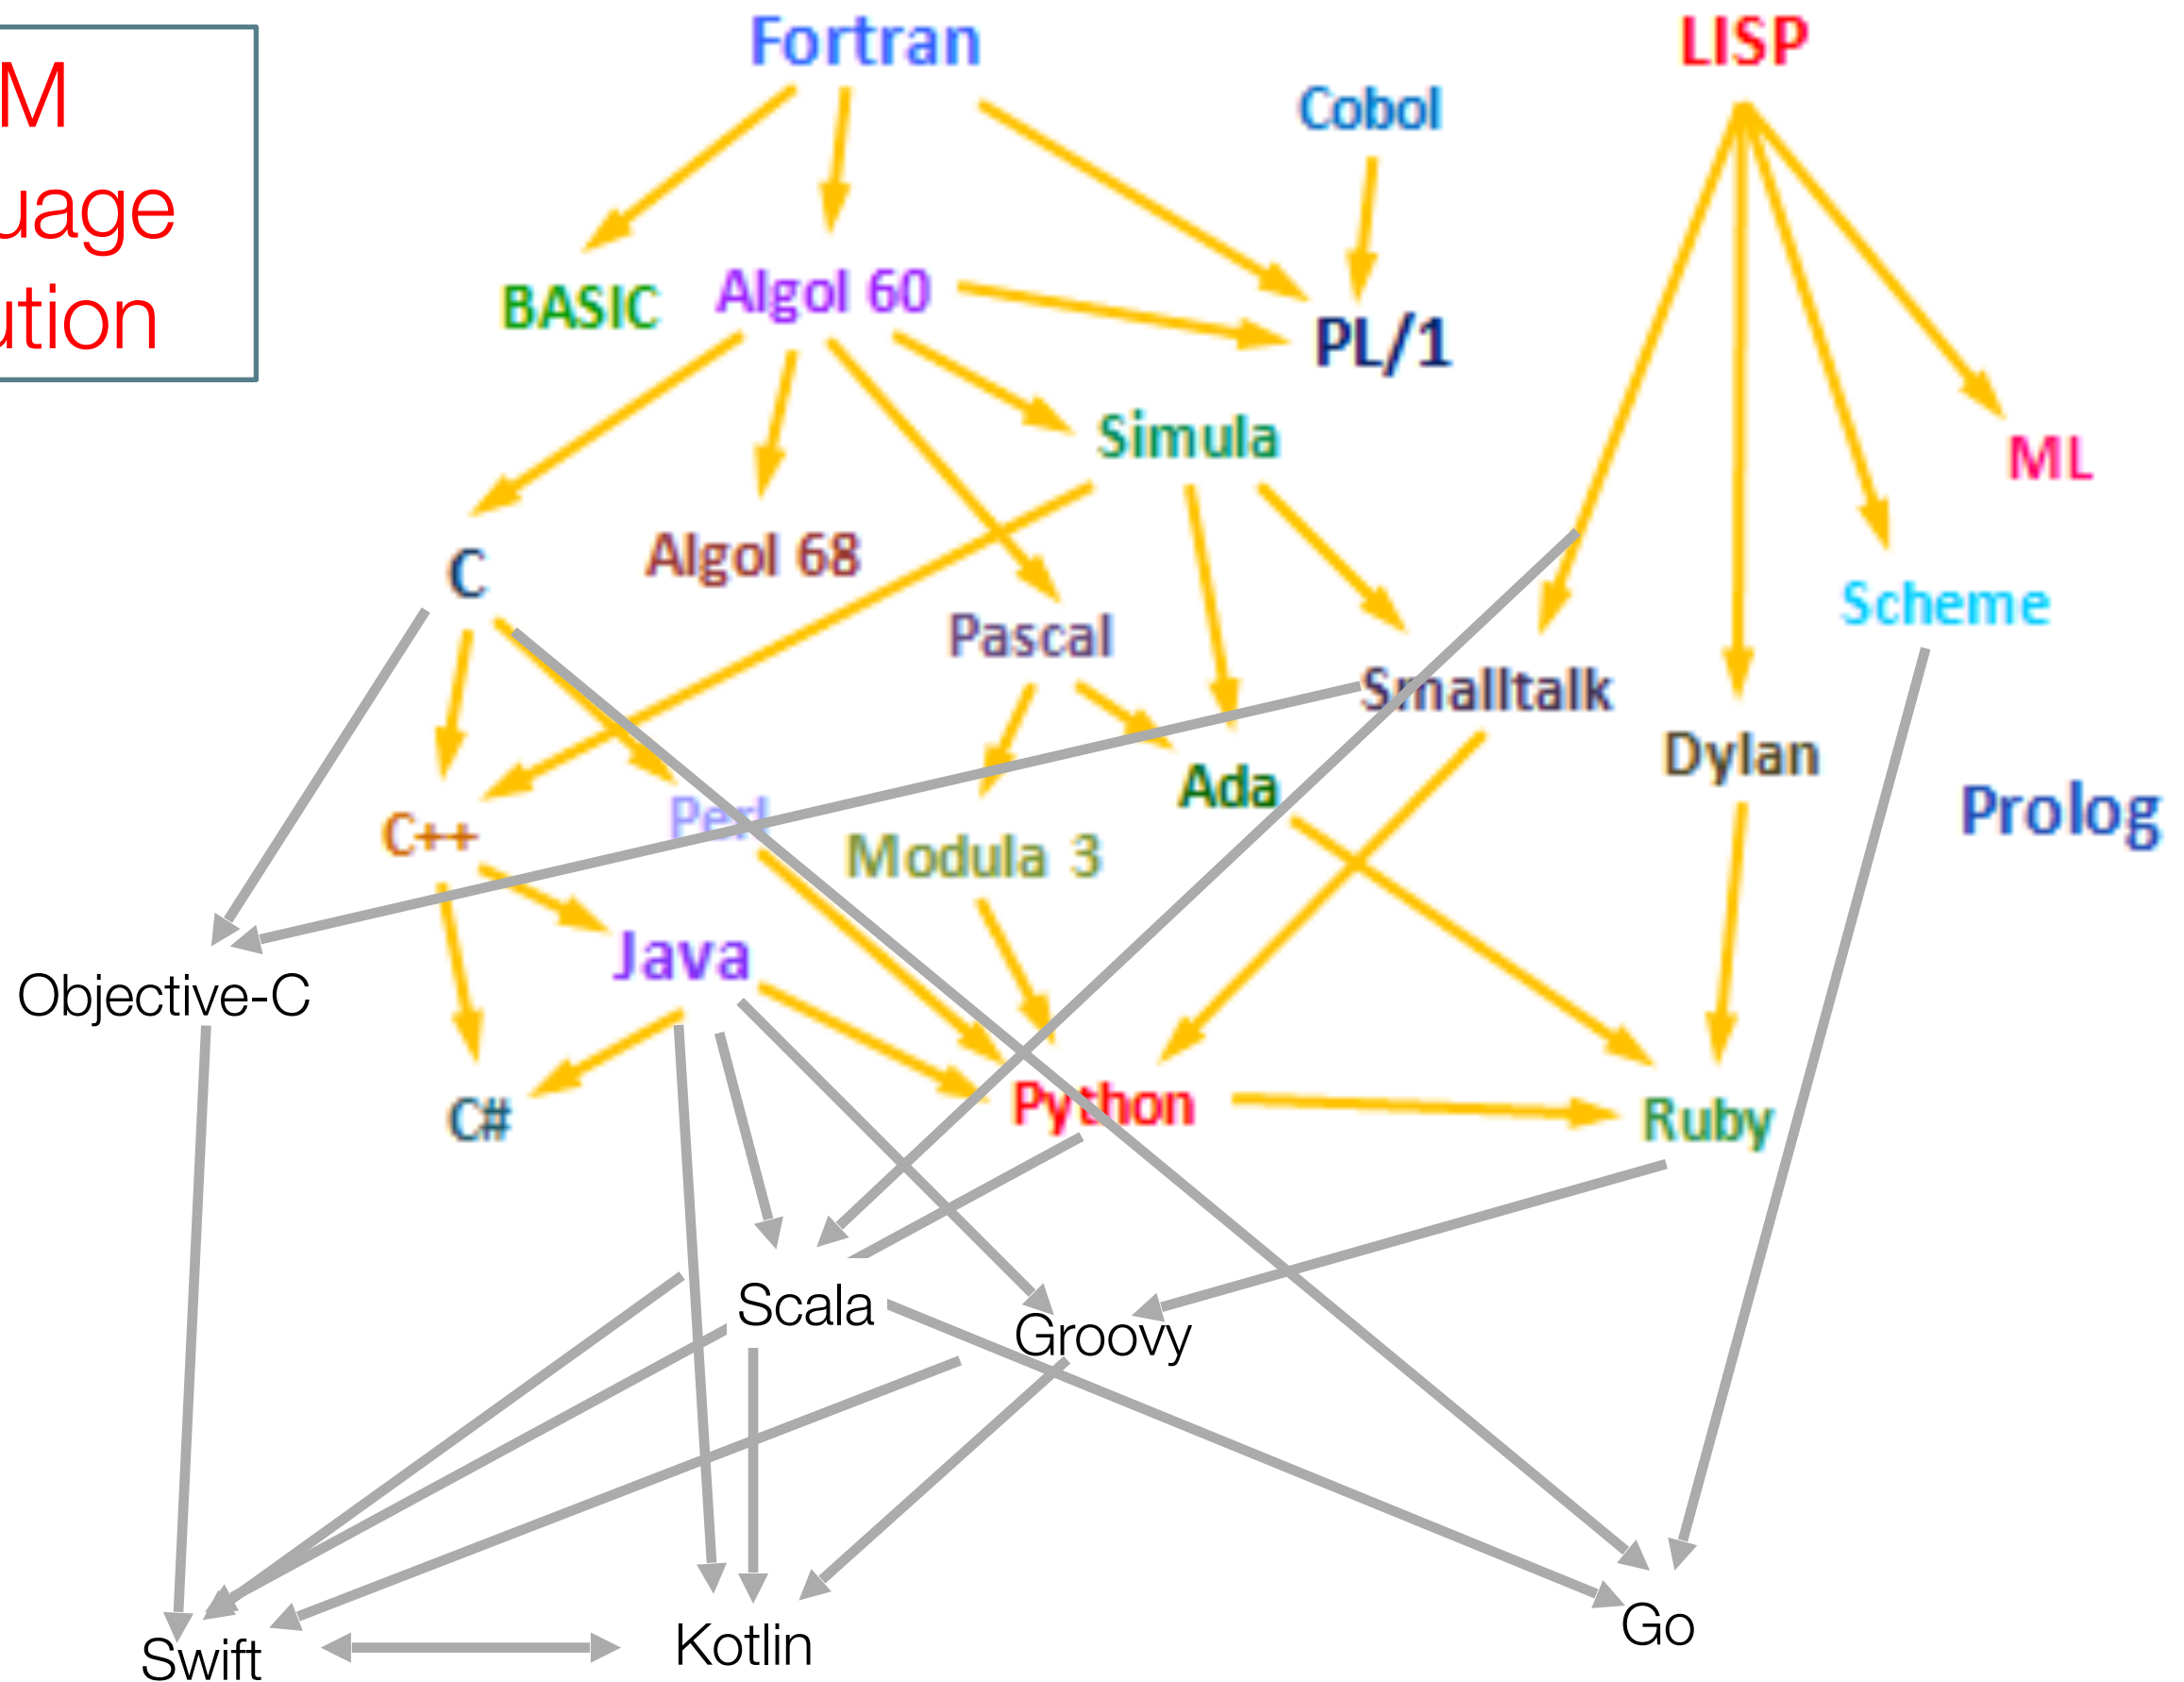 Fortran
LISP
M
Cobol
uage
BASIC
Algol 60
ution
PL/1
Simula
ML
C
Algol 68
Scheme
Pascal
Smalltalk
Dylan
Ada
Prolog
C++
Perl
Modula 3
Java
Objective-C
C#
Python
Ruby
Scala
Groovy
Go
Swift
Kotlin